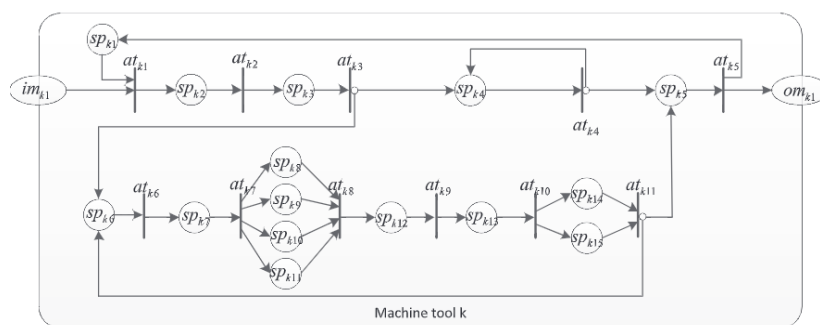 sp_k1
at_k1 at_k2 at_k3 at_k5
im_k1 sp_k2 sp_k3 sp_k4 sp_k5 om_k1
at_k4
sp_k8
at_k6 at_k7 at_k8 at_k9 at_k10 sp_k14 at_k11
sp_k9
sp_k6 sp_k7 sp_k12 sp_k13
sp_k10 sp_k15
sp_k11
Machine tool k